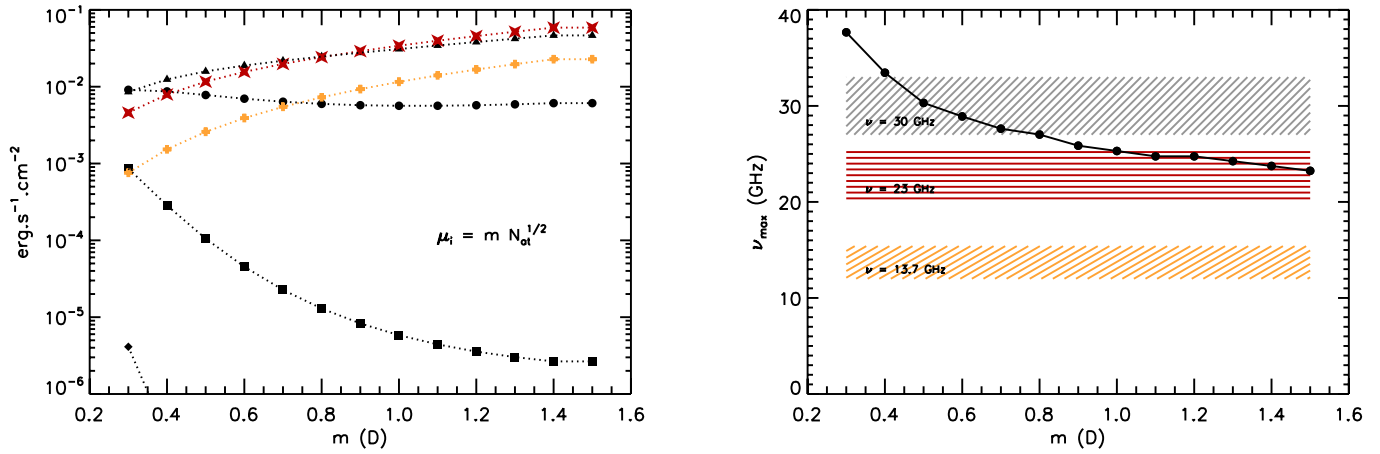 erg.s⁻¹.cm⁻²
10⁻¹
10⁻²
10⁻³
10⁻⁴
10⁻⁵
10⁻⁶
μᵢ = m Nₐₜ¹/²
0.2 0.4 0.6 0.8 1.0 1.2 1.4 1.6
m (D)
ν_max (GHz)
40
30
20
10
0
ν = 30 GHz
ν = 23 GHz
ν = 13.7 GHz
0.2 0.4 0.6 0.8 1.0 1.2 1.4 1.6
m (D)